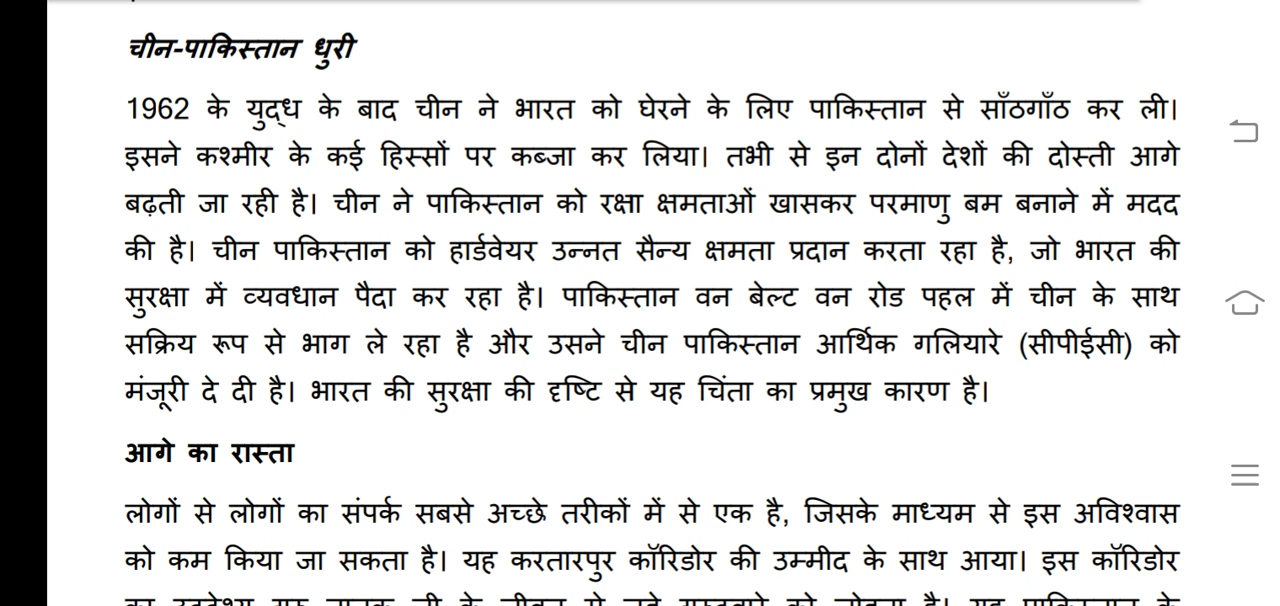 चीन-पाकिस्तान धुरी
1962 के युद्ध के बाद चीन ने भारत को घेरने के लिए पाकिस्तान से साँठगाँठ कर ली।
इसने कश्मीर के कई हिस्सों पर कब्जा कर लिया। तभी से इन दोनों देशों की दोस्ती आगे
बढ़ती जा रही है। चीन ने पाकिस्तान को रक्षा क्षमताओं खासकर परमाणु बम बनाने में मदद
की है। चीन पाकिस्तान को हार्डवेयर उन्नत सैन्य क्षमता प्रदान करता रहा है, जो भारत की
सुरक्षा में व्यवधान पैदा कर रहा है। पाकिस्तान वन बेल्ट वन रोड पहल में चीन के साथ
सक्रिय रूप से भाग ले रहा है और उसने चीन पाकिस्तान आर्थिक गलियारे (सीपीईसी) को
मंजूरी दे दी है। भारत की सुरक्षा की दृष्टि से यह चिंता का प्रमुख कारण है।
आगे का रास्ता
लोगों से लोगों का संपर्क सबसे अच्छे तरीकों में से एक है, जिसके माध्यम से इस अविश्वास
को कम किया जा सकता है। यह करतारपुर कॉरिडोर की उम्मीद के साथ आया। इस कॉरिडोर